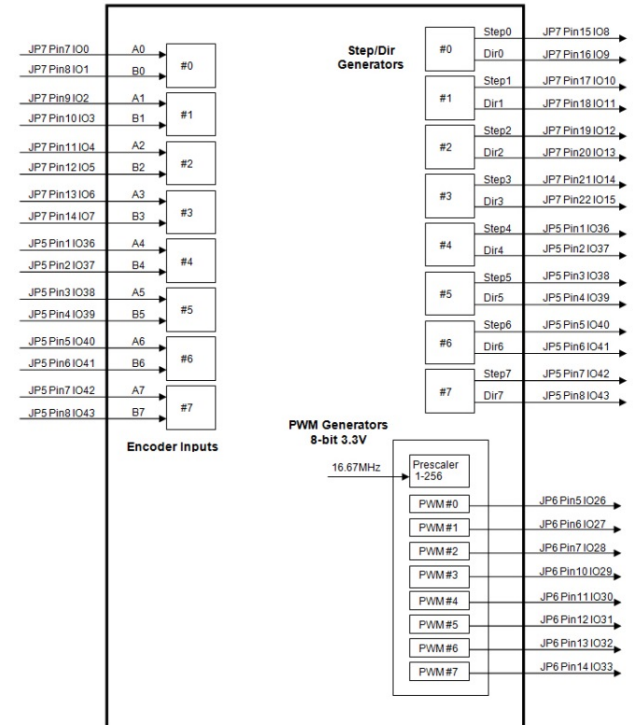 JP7 Pin7 IO0 A0
JP7 Pin8 IO1 B0
#0
JP7 Pin9 IO2 A1
JP7 Pin10 IO3 B1
#1
JP7 Pin11 IO4 A2
JP7 Pin12 IO5 B2
#2
JP7 Pin13 IO6 A3
JP7 Pin14 IO7 B3
#3
JP5 Pin1 IO36 A4
JP5 Pin2 IO37 B4
#4
JP5 Pin3 IO38 A5
JP5 Pin4 IO39 B5
#5
JP5 Pin5 IO40 A6
JP5 Pin6 IO41 B6
#6
JP5 Pin7 IO42 A7
JP5 Pin8 IO43 B7
#7
Encoder Inputs
Step/Dir
Generators
#0
Step0 JP7 Pin15 IO8
Dir0 JP7 Pin16 IO9
#1
Step1 JP7 Pin17 IO10
Dir1 JP7 Pin18 IO11
#2
Step2 JP7 Pin19 IO12
Dir2 JP7 Pin20 IO13
#3
Step3 JP7 Pin21 IO14
Dir3 JP7 Pin22 IO15
#4
Step4 JP5 Pin1 IO36
Dir4 JP5 Pin2 IO37
#5
Step5 JP5 Pin3 IO38
Dir5 JP5 Pin4 IO39
#6
Step6 JP5 Pin5 IO40
Dir6 JP5 Pin6 IO41
#7
Step7 JP5 Pin7 IO42
Dir7 JP5 Pin8 IO43
PWM Generators
8-bit 3.3V
16.67MHz
Prescaler
1-256
PWM#0 JP6 Pin5 IO26
PWM#1 JP6 Pin6 IO27
PWM#2 JP6 Pin7 IO28
PWM#3 JP6 Pin10 IO29
PWM#4 JP6 Pin11 IO30
PWM#5 JP6 Pin12 IO31
PWM#6 JP6 Pin13 IO32
PWM#7 JP6 Pin14 IO33